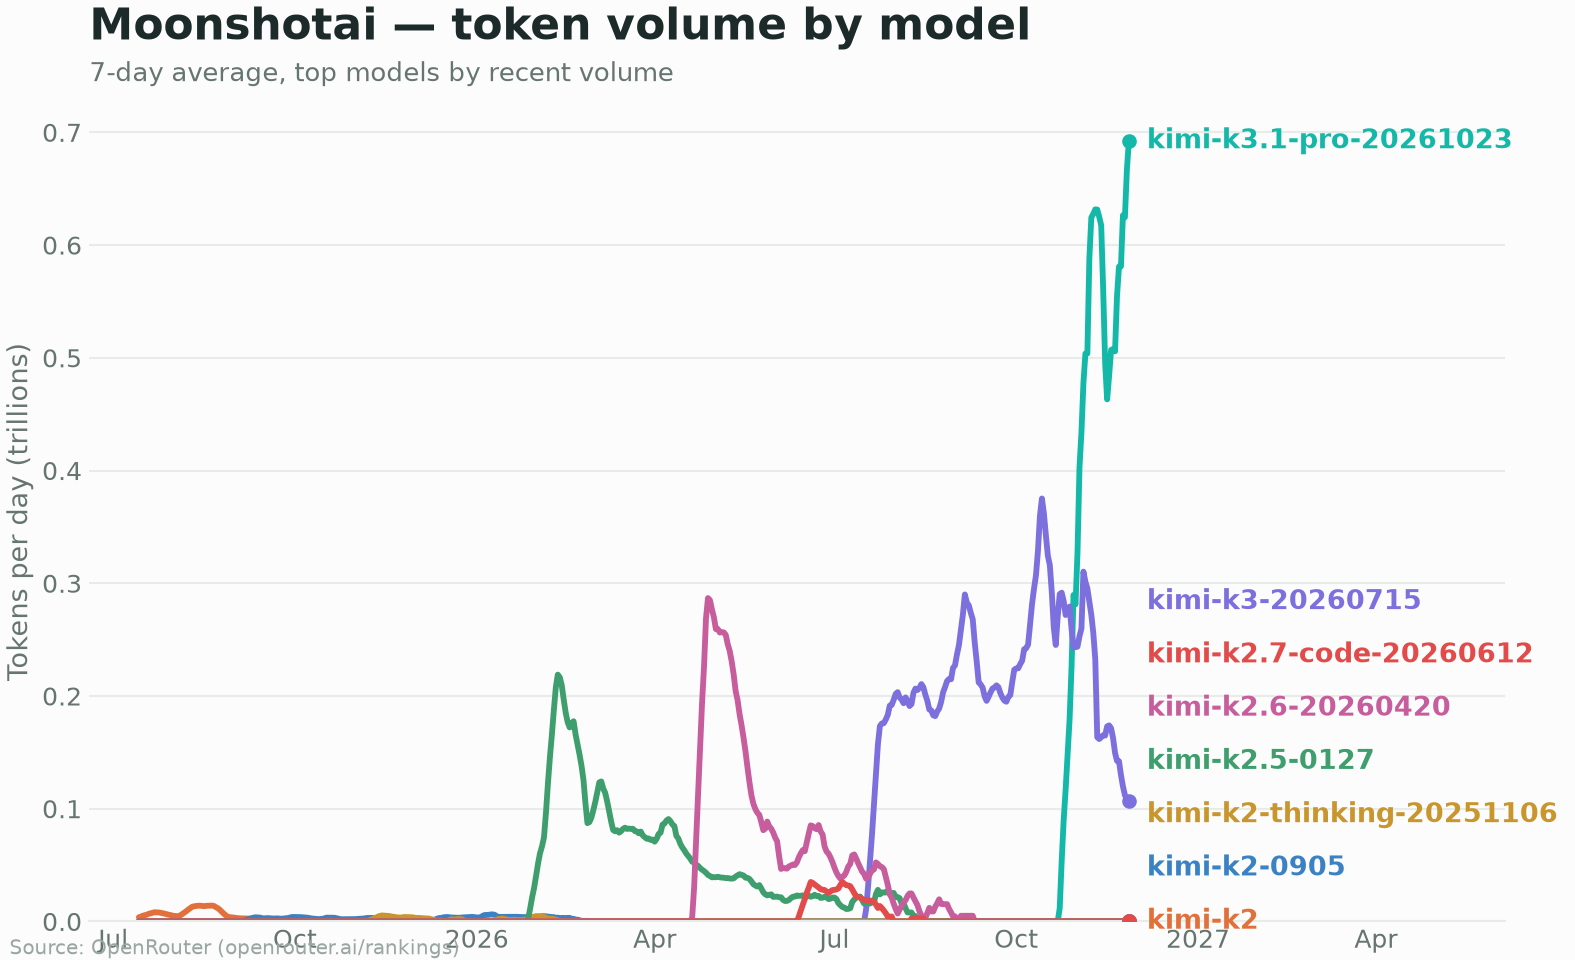 Moonshotai — token volume by model
7-day average, top models by recent volume
Tokens per day (trillions)
0.7
0.6
0.5
0.4
0.3
0.2
0.1
0.0
kimi-k3.1-pro-20261023
kimi-k3-20260715
kimi-k2.7-code-20260612
kimi-k2.6-20260420
kimi-k2.5-0127
kimi-k2-thinking-20251106
kimi-k2-0905
kimi-k2
Jul Oct 2026 Apr Jul Oct 2027 Apr
Source: OpenRouter (openrouter.ai/rankings)